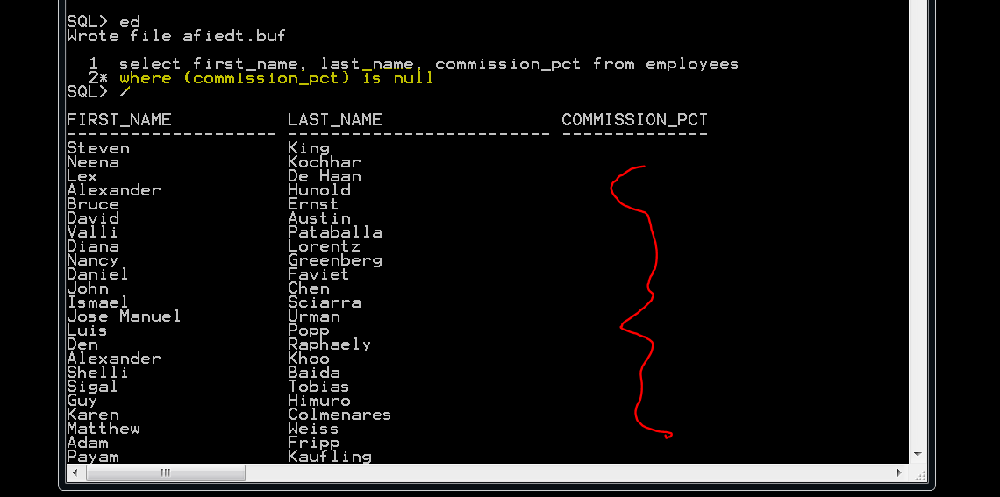 SQL> ed
Wrote file afiedt.buf
1 select first_name, last_name, commission_pct from employees
2* where (commission_pct) is null
SQL> /
FIRST_NAME LAST_NAME COMMISSION_PCT
-------------------- ------------------------- --------------
Steven King
Neena Kochhar
Lex De Haan
Alexander Hunold
Bruce Ernst
David Austin
Valli Pataballa
Diana Lorentz
Nancy Greenberg
Daniel Faviet
John Chen
Ismael Sciarra
Jose Manuel Urman
Luis Popp
Den Raphaely
Alexander Khoo
Shelli Baida
Sigal Tobias
Guy Himuro
Karen Colmenares
Matthew Weiss
Adam Fripp
Payam Kaufling